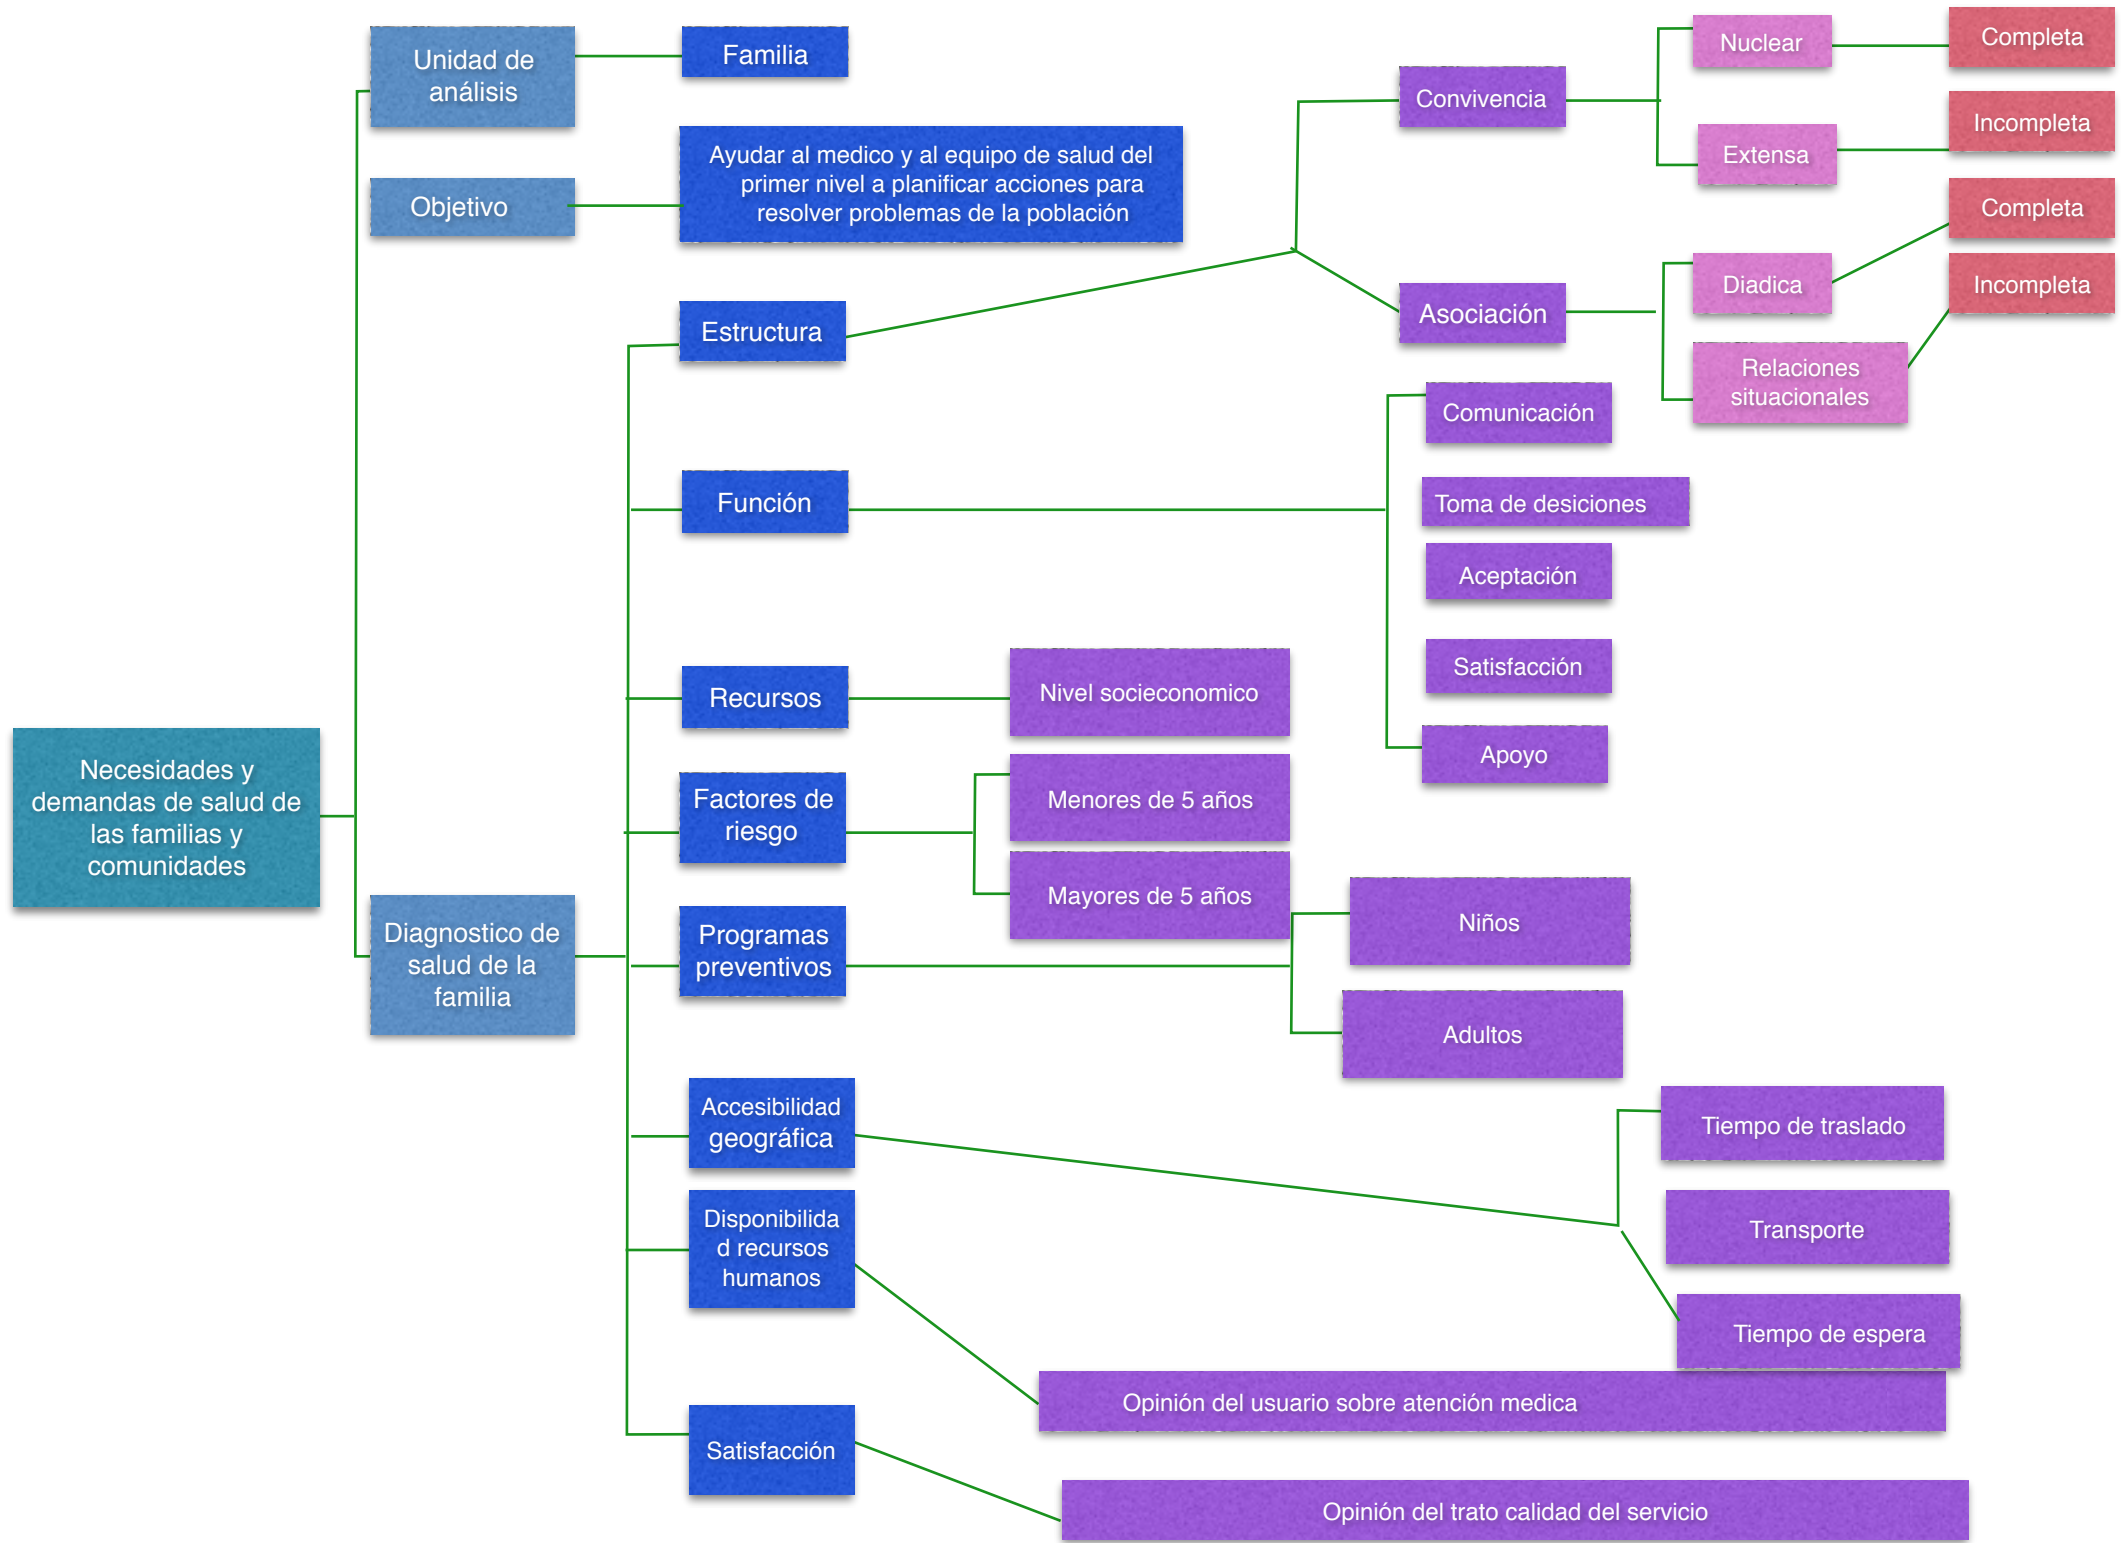 Necesidades y
demandas de salud de
las familias y
comunidades
Unidad de
análisis
Familia
Objetivo
Ayudar al medico y al equipo de salud del
primer nivel a planificar acciones para
resolver problemas de la población
Diagnostico de
salud de la
familia
Estructura
Convivencia
Nuclear
Completa
Extensa
Incompleta
Asociación
Diadica
Completa
Relaciones
situacionales
Incompleta
Función
Comunicación
Toma de desiciones
Aceptación
Satisfacción
Apoyo
Recursos
Nivel socieconomico
Factores de
riesgo
Menores de 5 años
Mayores de 5 años
Programas
preventivos
Niños
Adultos
Accesibilidad
geográfica
Tiempo de traslado
Transporte
Tiempo de espera
Disponibilida
d recursos
humanos
Opinión del usuario sobre atención medica
Satisfacción
Opinión del trato calidad del servicio